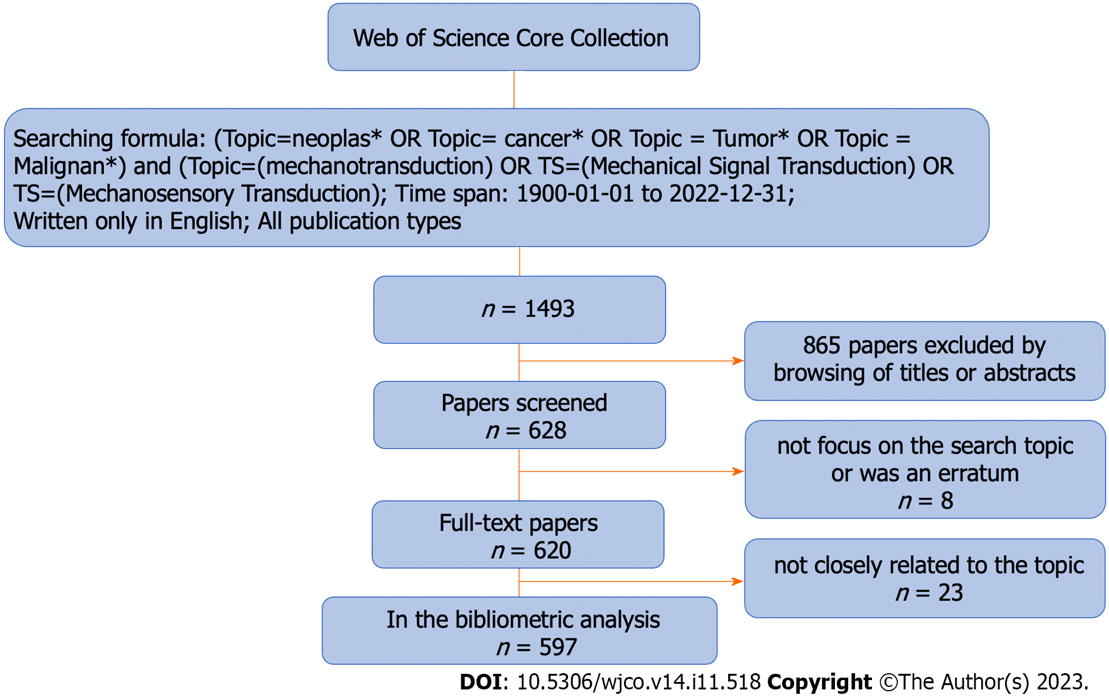 Web of Science Core Collection
Searching formula: (Topic=neoplas* OR Topic= cancer* OR Topic = Tumor* OR Topic =
Malignan*) and (Topic=(mechanotransduction) OR TS=(Mechanical Signal Transduction) OR
TS=(Mechanosensory Transduction); Time span: 1900-01-01 to 2022-12-31;
Written only in English; All publication types
n = 1493
865 papers excluded by
browsing of titles or abstracts
Papers screened
n = 628
not focus on the search topic
or was an erratum
n = 8
Full-text papers
n = 620
not closely related to the topic
n = 23
In the bibliometric analysis
n = 597
DOI: 10.5306/wjco.v14.i11.518 Copyright ©The Author(s) 2023.